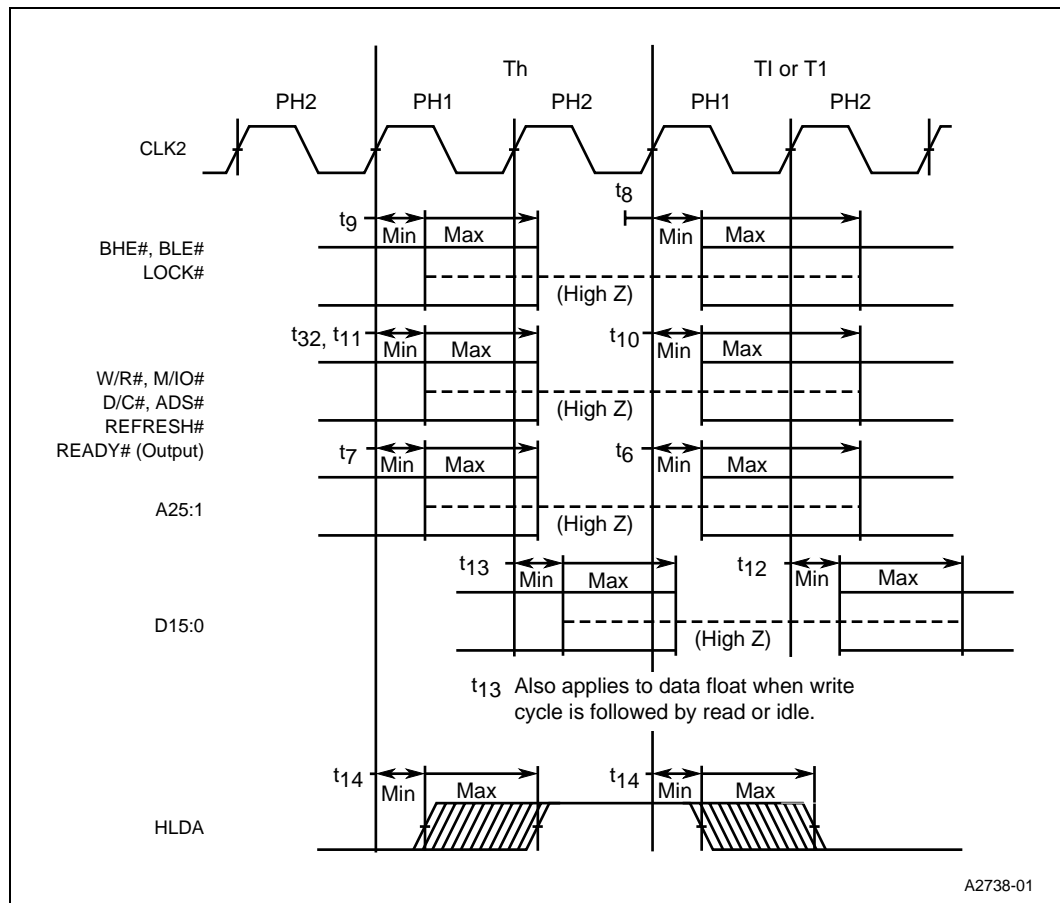 Th TI or T1
PH2 PH1 PH2 PH1 PH2
CLK2
t8
t9 Min Max Min Max
BHE#, BLE#
LOCK#
(High Z)
t32, t11 Min Max t10 Min Max
W/R#, M/IO#
D/C#, ADS#
REFRESH#
READY# (Output)
(High Z)
t7 Min Max t6 Min Max
A25:1
(High Z)
t13 Min Max t12 Min Max
D15:0
(High Z)
t13 Also applies to data float when write
cycle is followed by read or idle.
t14 Min Max t14 Min Max
HLDA
A2738-01